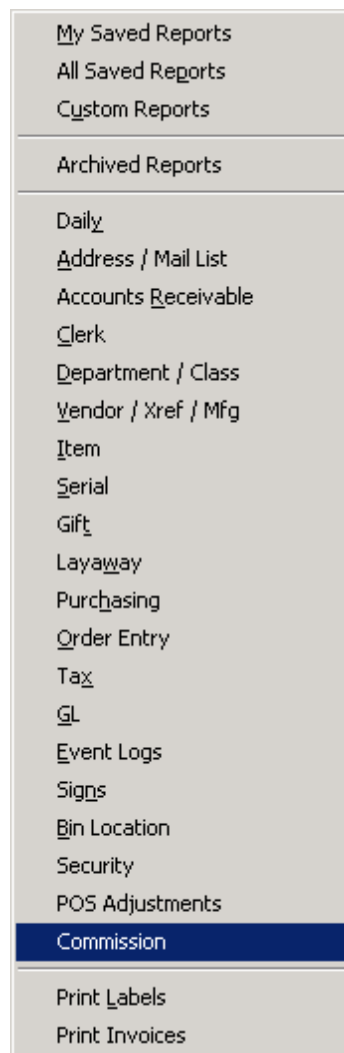 My Saved Reports
All Saved Reports
Custom Reports
Archived Reports
Daily
Address / Mail List
Accounts Receivable
Clerk
Department / Class
Vendor / Xref / Mfg
Item
Serial
Gift
Layaway
Purchasing
Order Entry
Tax
GL
Event Logs
Signs
Bin Location
Security
POS Adjustments
Commission
Print Labels
Print Invoices